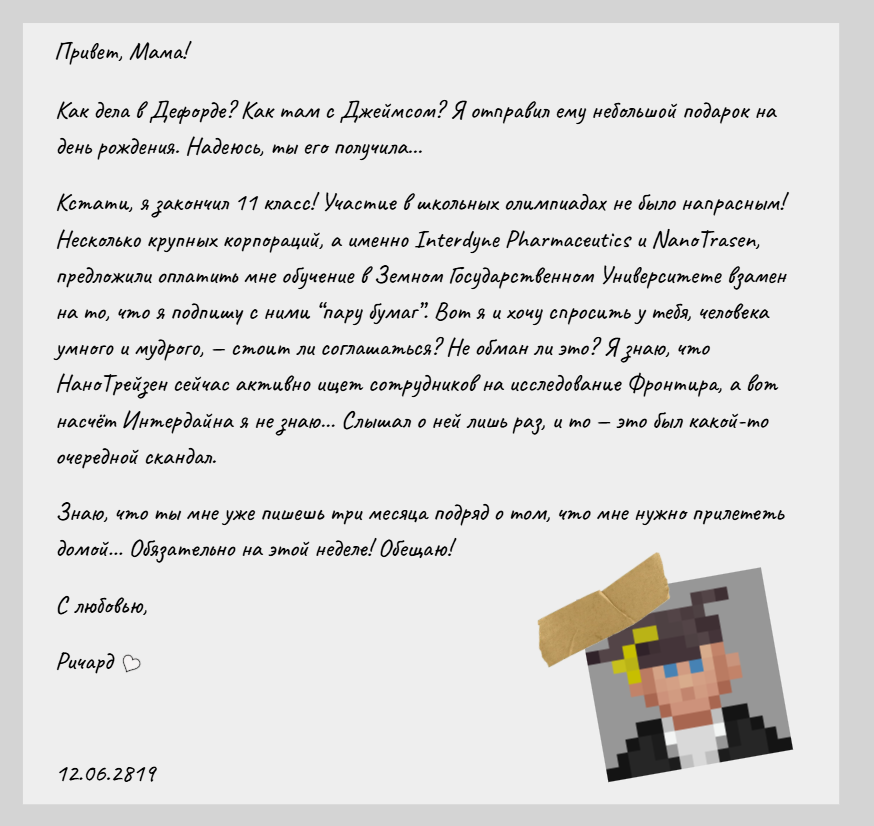 Привет, Мама!
Как дела в Дефорде? Как там с Джеймсом? Я отправил ему небольшой подарок на
день рождения. Надеюсь, ты его получила...
Кстати, я закончил 11 класс! Участие в школьных олимпиадах не было напрасным!
Несколько крупных корпораций, а именно Interdyne Pharmaceutics и NanoTrasen,
предложили оплатить мне обучение в Земном Государственном Университете взамен
на то, что я подпишу с ними “пару бумаг”. Вот я и хочу спросить у тебя, человека
умного и мудрого, – стоит ли соглашаться? Не обман ли это? Я знаю, что
НаноТрейзен сейчас активно ищет сотрудников на исследование Фронтира, а вот
насчёт Интердайна я не знаю... Слышал о ней лишь раз, и то – это был какой-то
очередной скандал.
Знаю, что ты мне уже пишешь три месяца подряд о том, что мне нужно прилететь
домой... Обязательно на этой неделе! Обещаю!
С любовью,
Ричард ♡
12.06.2819